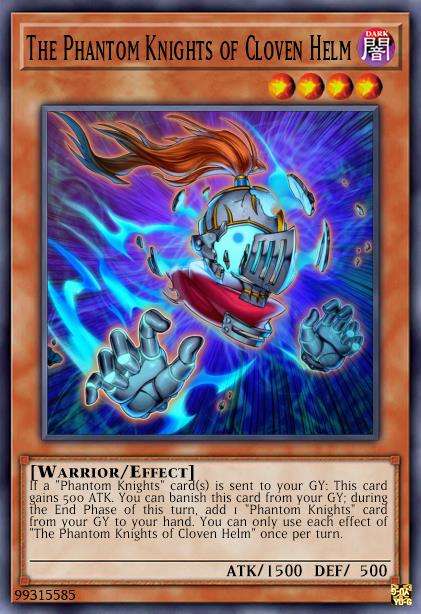 The Phantom Knights of Cloven Helm
DARK
闇
[Warrior/Effect]
If a "Phantom Knights" card(s) is sent to your GY: This card
gains 500 ATK. You can banish this card from your GY; during
the End Phase of this turn, add 1 "Phantom Knights" card
from your GY to your hand. You can only use each effect of
"The Phantom Knights of Cloven Helm" once per turn.
ATK/1500 DEF/ 500
99315585